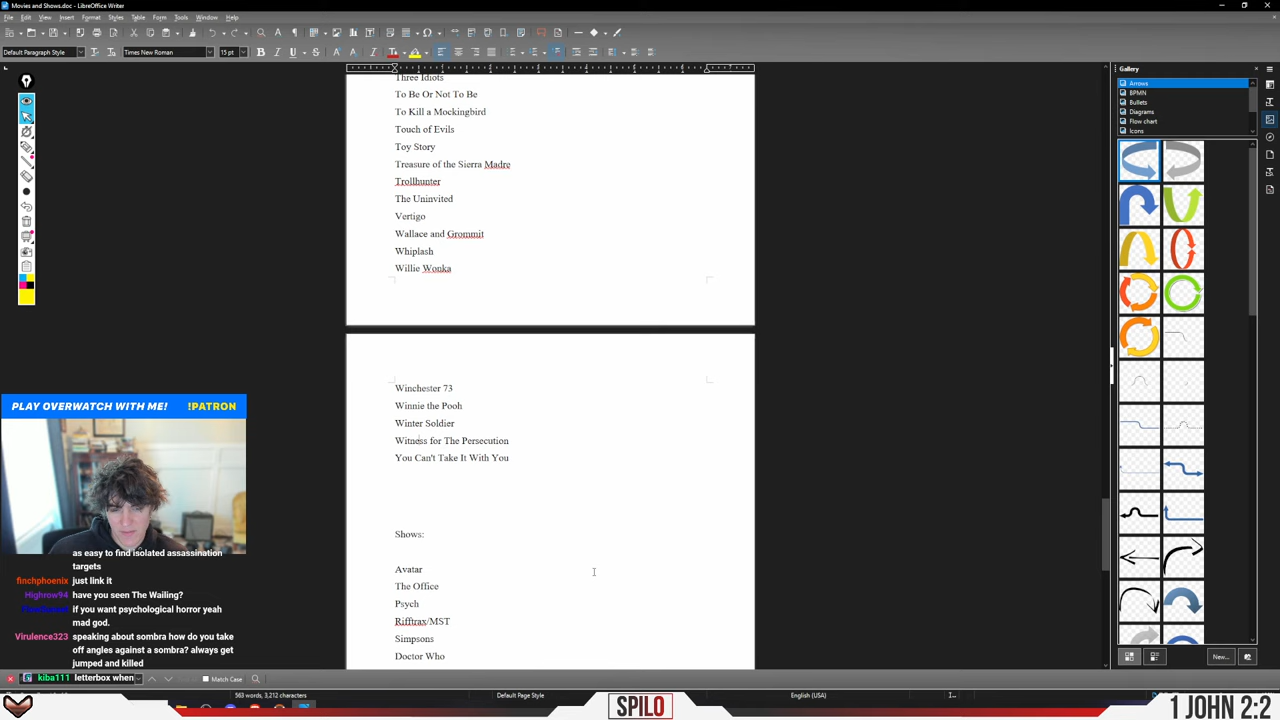 Movies and Shows.doc - LibreOffice Writer
File Edit View Insert Format Styles Table Form Tools Window Help
Default Paragraph Style
Times New Roman
15 pt
Three Idiots
To Be Or Not To Be
To Kill a Mockingbird
Touch of Evils
Toy Story
Treasure of the Sierra Madre
Trollhunter
The Uninvited
Vertigo
Wallace and Grommit
Whiplash
Willie Wonka
Winchester 73
Winnie the Pooh
Winter Soldier
Witness for The Persecution
You Can't Take It With You
Shows:
Avatar
The Office
Psych
Rifftrax/MST
Simpsons
Doctor Who
Gallery
Arrows
BPMN
Bullets
Diagrams
Flow chart
Icons
New...
PLAY OVERWATCH WITH ME! !PATRON
as easy to find isolated assassination
targets
finchphoenix just link it
Highrow94 have you seen The Wailing?
if you want psychological horror yeah
mad god.
Virulence323 speaking about sombra how do you take
off angles against a sombra? always get
jumped and killed
kiba111 letterbox when
Match Case
563 words, 3,212 characters
Default Page Style
English (USA)
SPILO
1 JOHN 2:2